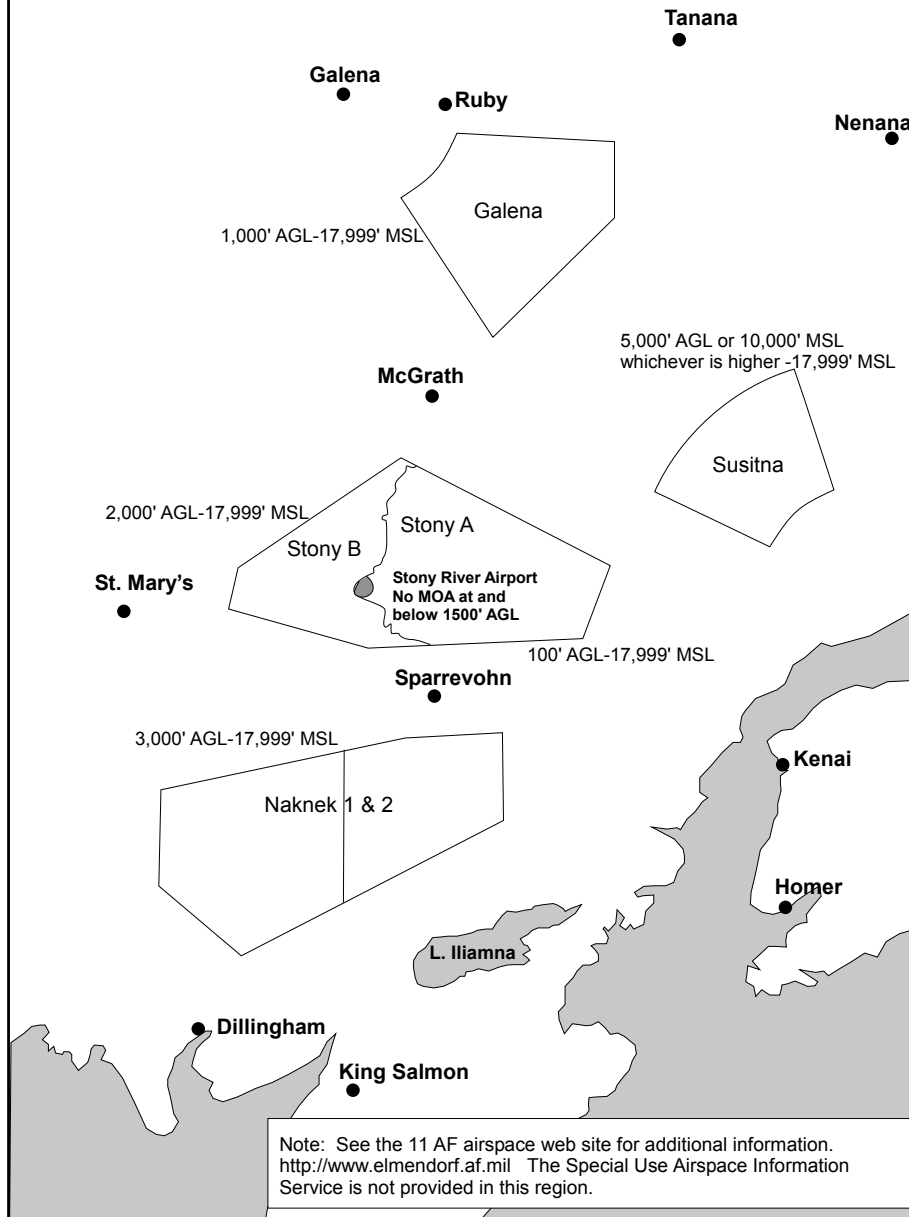 Tanana
Galena
Ruby
Nenana
Galena
1,000' AGL-17,999' MSL
5,000' AGL or 10,000' MSL
whichever is higher -17,999' MSL
McGrath
Susitna
2,000' AGL-17,999' MSL
Stony A
Stony B
Stony River Airport
No MOA at and
below 1500' AGL
St. Mary's
100' AGL-17,999' MSL
Sparrevohn
3,000' AGL-17,999' MSL
Kenai
Naknek 1 & 2
Homer
L. Iliamna
Dillingham
King Salmon
Note: See the 11 AF airspace web site for additional information.
http://www.elmendorf.af.mil The Special Use Airspace Information
Service is not provided in this region.